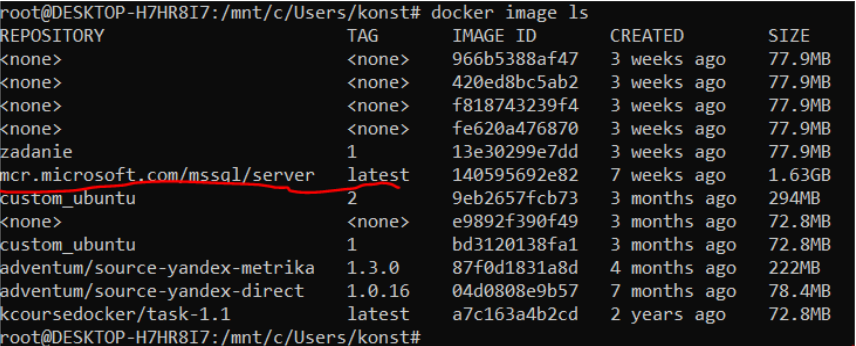 root@DESKTOP-H7HR8I7:/mnt/c/Users/konst# docker image ls
REPOSITORY TAG IMAGE ID CREATED SIZE
<none> <none> 966b5388af47 3 weeks ago 77.9MB
<none> <none> 420ed8bc5ab2 3 weeks ago 77.9MB
<none> <none> f818743239f4 3 weeks ago 77.9MB
<none> <none> fe620a476870 3 weeks ago 77.9MB
zadanie 1 13e30299e7dd 3 weeks ago 77.9MB
mcr.microsoft.com/mssql/server latest 140595692e82 7 weeks ago 1.63GB
custom_ubuntu 2 9eb2657fcb73 3 months ago 294MB
<none> <none> e9892f390f49 3 months ago 72.8MB
custom_ubuntu 1 bd3120138fa1 3 months ago 72.8MB
adventum/source-yandex-metrika 1.3.0 87f0d1831a8d 4 months ago 222MB
adventum/source-yandex-direct 1.0.16 04d0808e9b57 7 months ago 78.4MB
kcoursedocker/task-1.1 latest a7c163a4b2cd 2 years ago 72.8MB
root@DESKTOP-H7HR8I7:/mnt/c/Users/konst#